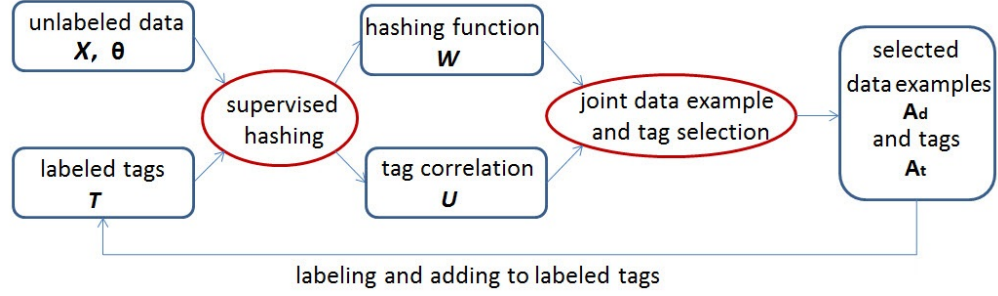 unlabeled data
X, θ
labeled tags
T
supervised
hashing
hashing function
W
tag correlation
U
joint data example
and tag selection
selected
data examples
Ad
and tags
At
labeling and adding to labeled tags